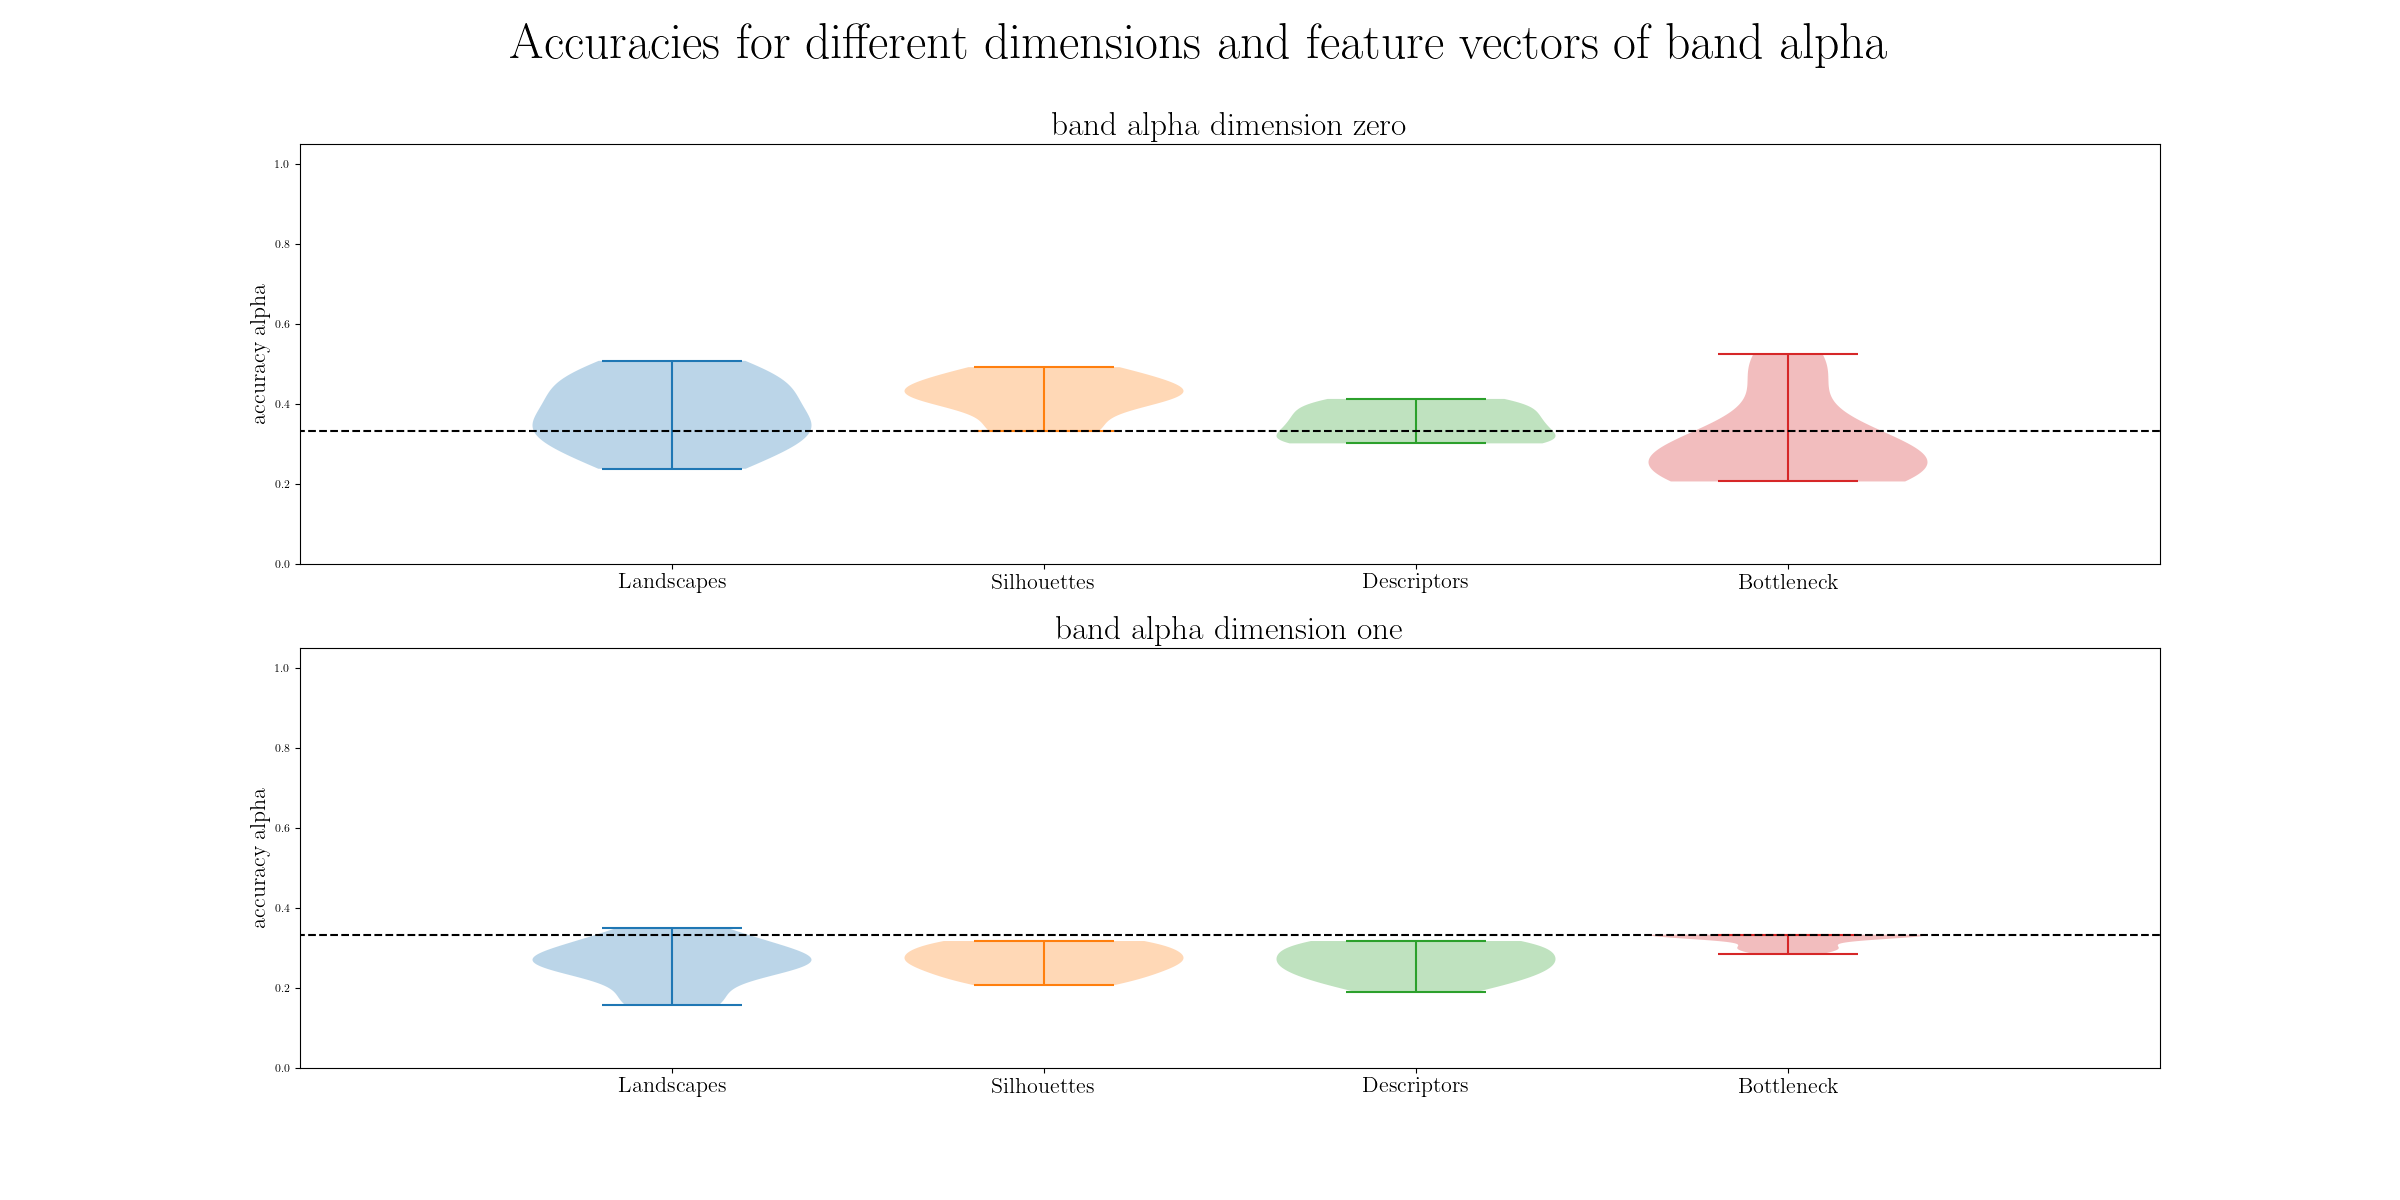 Accuracies for different dimensions and feature vectors of band alpha
band alpha dimension zero
1.0
0.8
0.6
0.4
0.2
0.0
accuracy alpha
Landscapes Silhouettes Descriptors Bottleneck
band alpha dimension one
1.0
0.8
0.6
0.4
0.2
0.0
accuracy alpha
Landscapes Silhouettes Descriptors Bottleneck